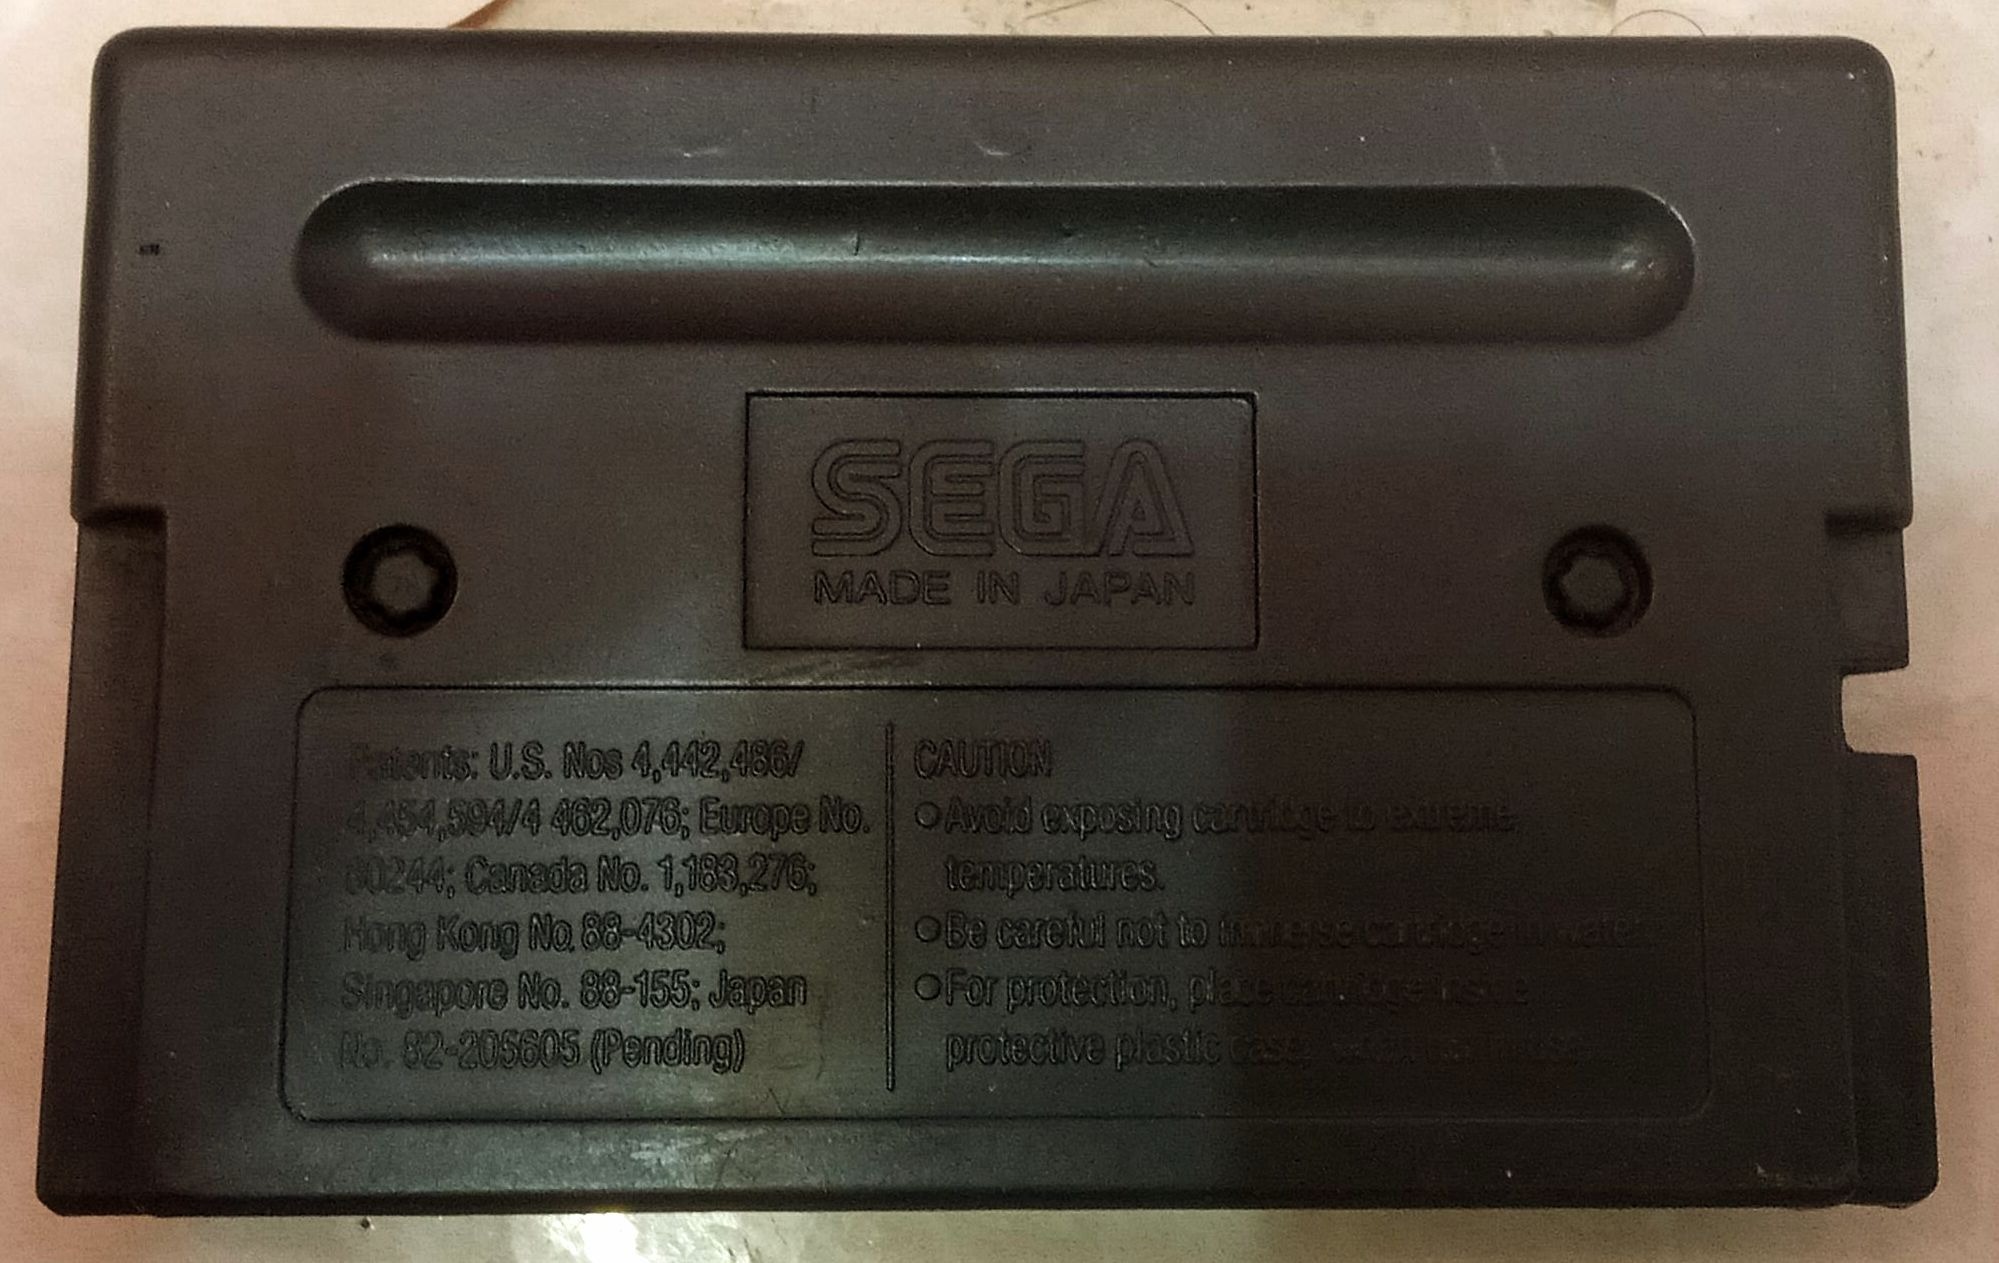 SEGA
MADE IN JAPAN
Patents: U.S. Nos 4,442,486/
4,454,594/4 462,076; Europe No.
80244; Canada No. 1,183,276;
Hong Kong No. 88-4302;
Singapore No. 88-155; Japan
No. 82-205605 (Pending)
CAUTION
Avoid exposing cartridge to extreme
temperatures.
Be careful not to immerse cartridge in water
For protection, place cartridge inside
protective plastic case,